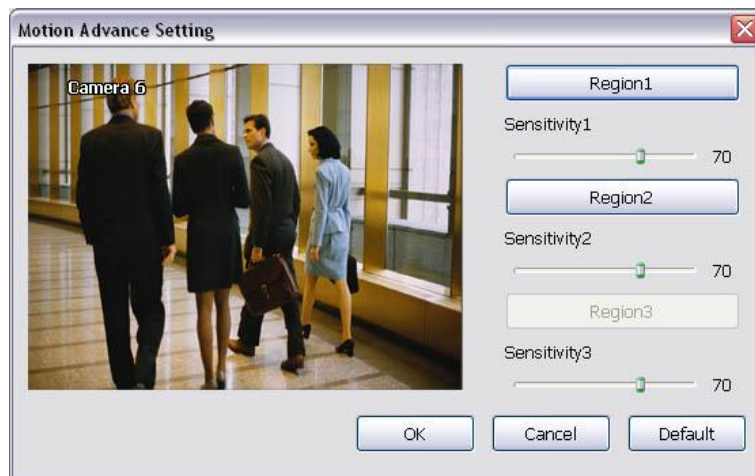 Motion Advance Setting
Camera 6
Region1
Sensitivity1
70
Region2
Sensitivity2
70
Region3
Sensitivity3
70
OK
Cancel
Default